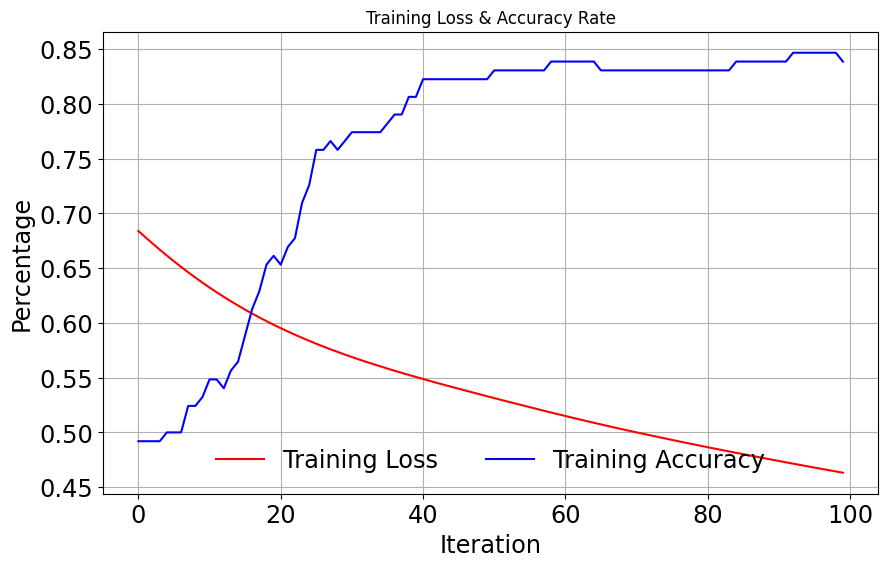 Training Loss & Accuracy Rate
Percentage
0.85
0.80
0.75
0.70
0.65
0.60
0.55
0.50
0.45
Training Loss Training Accuracy
0 20 40 60 80 100
Iteration